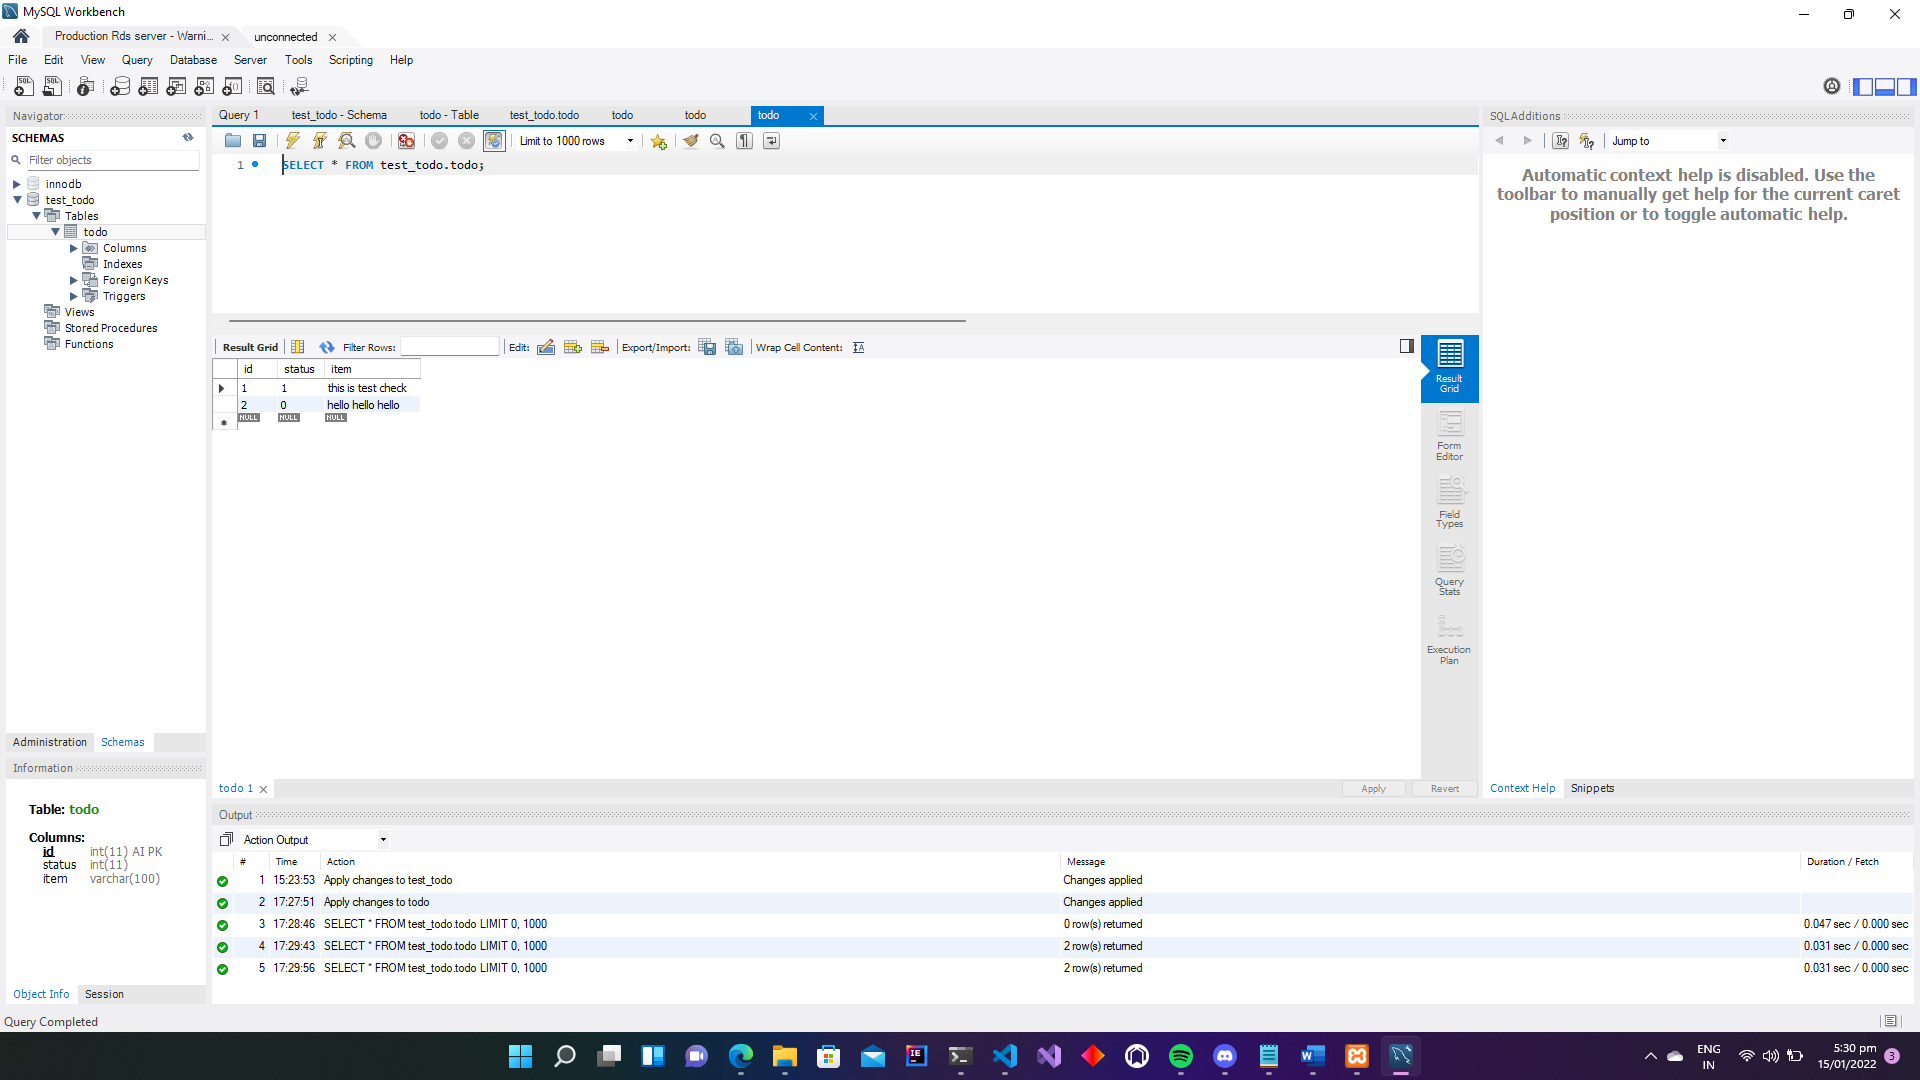 MySQL Workbench
Production Rds server - Warni...
unconnected
File Edit View Query Database Server Tools Scripting Help
Navigator
SCHEMAS
Filter objects
innodb
test_todo
Tables
todo
Columns
Indexes
Foreign Keys
Triggers
Views
Stored Procedures
Functions
Administration Schemas
Information
Table: todo
Columns:
id int(11) AI PK
status int(11)
item varchar(100)
Object Info Session
Query 1 test_todo - Schema todo - Table test_todo.todo todo todo todo
Limit to 1000 rows
1 SELECT * FROM test_todo.todo;
Result Grid Filter Rows: Edit: Export/Import: Wrap Cell Content:
id status item
1 1 this is test check
2 0 hello hello hello
NULL NULL NULL
Result
Grid
Form
Editor
Field
Types
Query
Stats
Execution
Plan
todo 1
Apply Revert
SQLAdditions
Jump to
Automatic context help is disabled. Use the
toolbar to manually get help for the current caret
position or to toggle automatic help.
Context Help Snippets
Output
Action Output
# Time Action Message Duration / Fetch
1 15:23:53 Apply changes to test_todo Changes applied
2 17:27:51 Apply changes to todo Changes applied
3 17:28:46 SELECT * FROM test_todo.todo LIMIT 0, 1000 0 row(s) returned 0.047 sec / 0.000 sec
4 17:29:43 SELECT * FROM test_todo.todo LIMIT 0, 1000 2 row(s) returned 0.031 sec / 0.000 sec
5 17:29:56 SELECT * FROM test_todo.todo LIMIT 0, 1000 2 row(s) returned 0.031 sec / 0.000 sec
Query Completed
ENG
IN
5:30 pm
15/01/2022
3